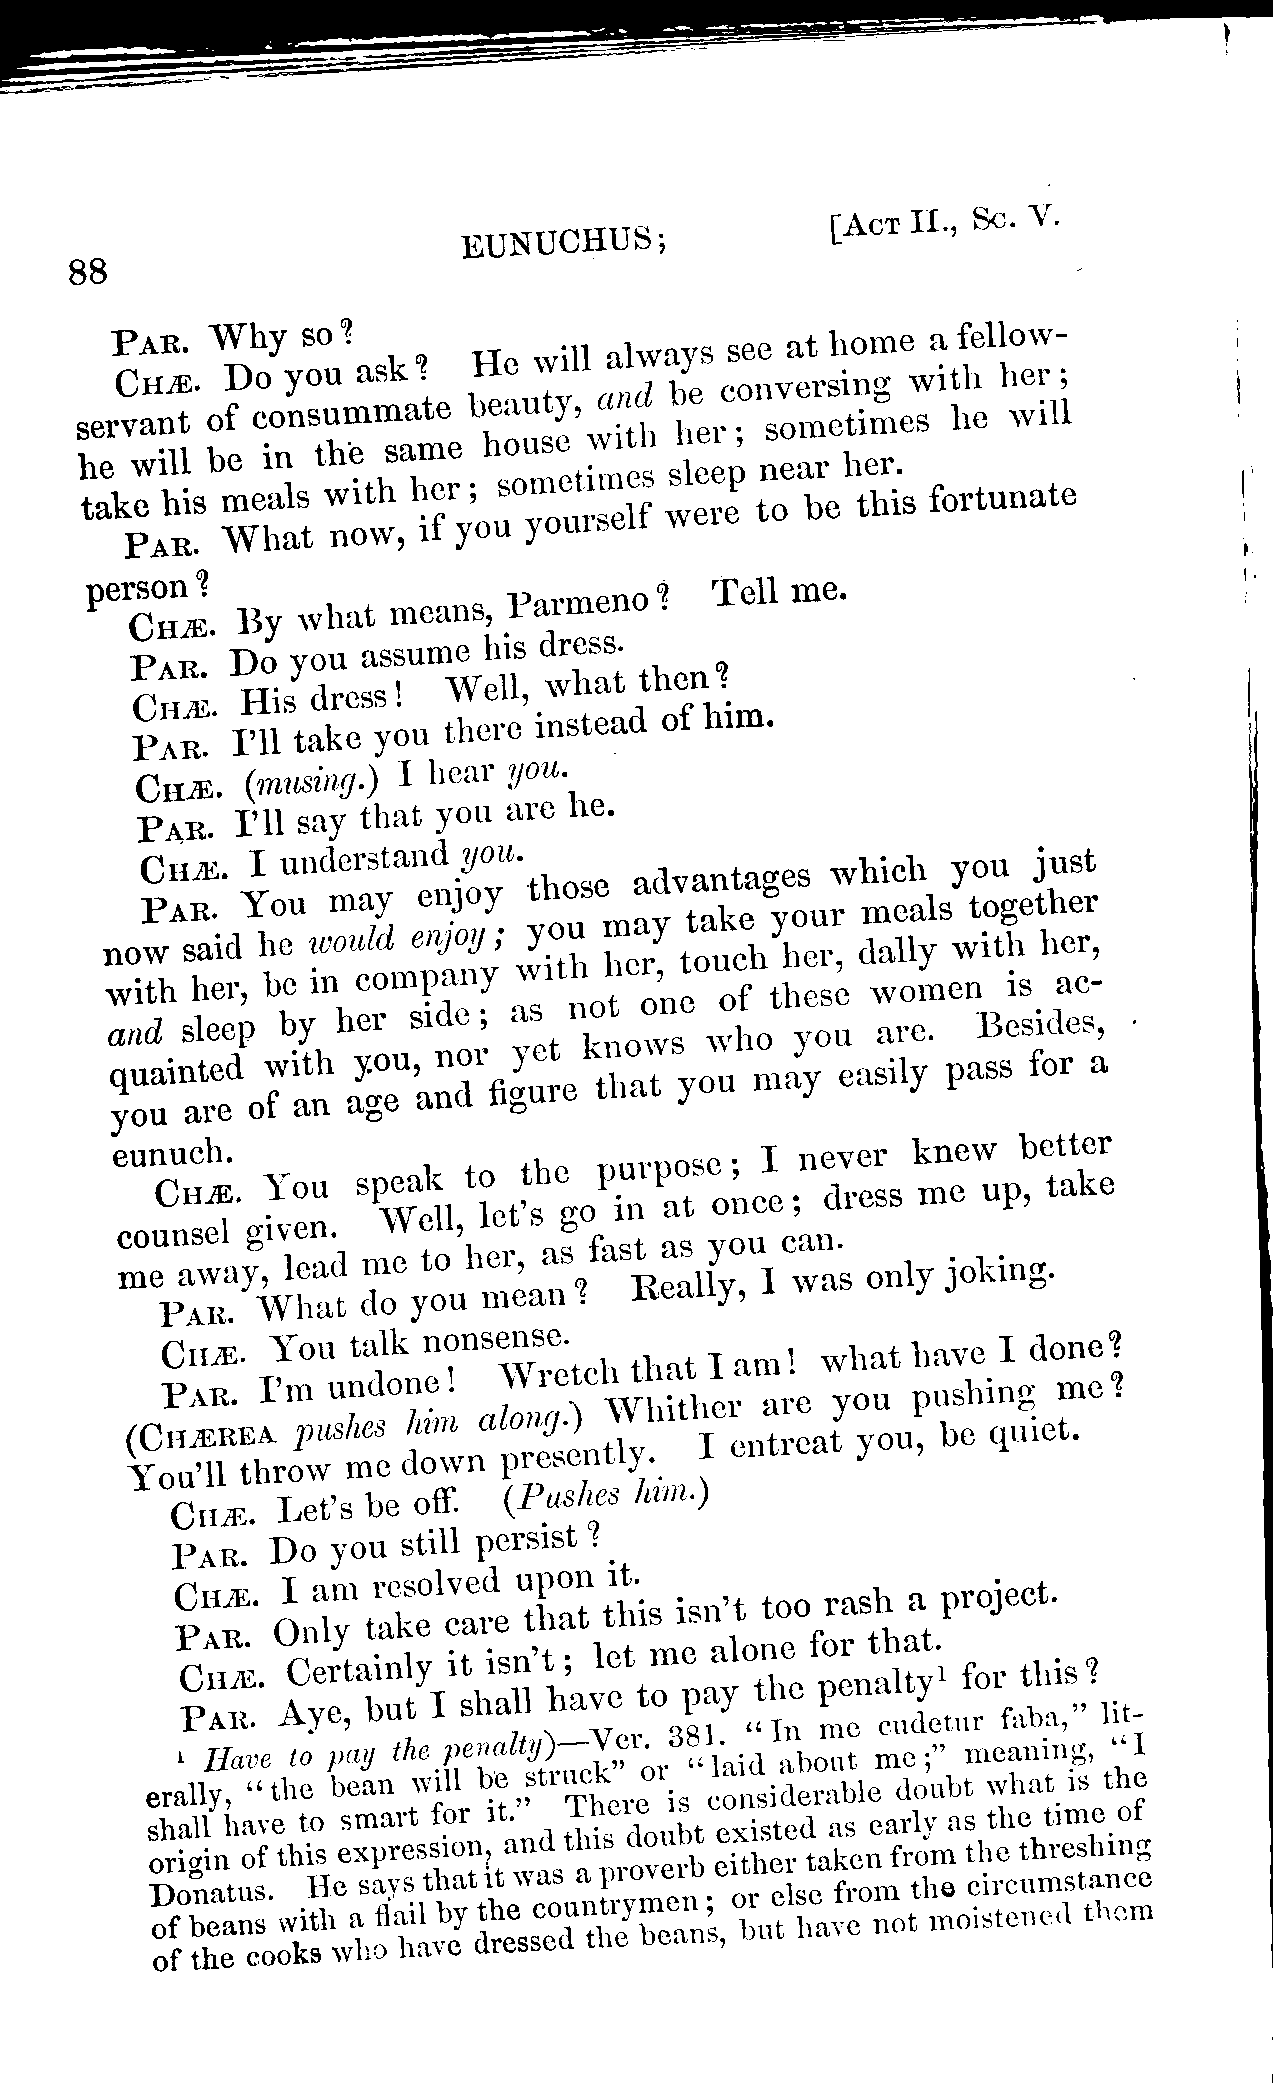 88 EUNUCHUS; [ACT II., SC. V.
PAR. Why so?
CHÆ. Do you ask? He will always see at home a fellow-
servant of consummate beauty, and be conversing with her;
he will be in the same house with her; sometimes he will
take his meals with her; sometimes sleep near her.
PAR. What now, if you yourself were to be this fortunate
person?
CHÆ. By what means, Parmeno? Tell me.
PAR. Do you assume his dress.
CHÆ. His dress! Well, what then?
PAR. I'll take you there instead of him.
CHÆ. (musing.) I hear you.
PAR. I'll say that you are he.
CHÆ. I understand you.
PAR. You may enjoy those advantages which you just
now said he would enjoy; you may take your meals together
with her, be in company with her, touch her, dally with her,
and sleep by her side; as not one of these women is ac-
quainted with you, nor yet knows who you are. Besides,
you are of an age and figure that you may easily pass for a
eunuch.
CHÆ. You speak to the purpose; I never knew better
counsel given. Well, let's go in at once; dress me up, take
me away, lead me to her, as fast as you can.
PAR. What do you mean? Really, I was only joking.
CHÆ. You talk nonsense.
PAR. I'm undone! Wretch that I am! what have I done?
(CHÆREA pushes him along.) Whither are you pushing me?
You'll throw me down presently. I entreat you, be quiet.
CHÆ. Let's be off. (Pushes him.)
PAR. Do you still persist?
CHÆ. I am resolved upon it.
PAR. Only take care that this isn't too rash a project.
CHÆ. Certainly it isn't; let me alone for that.
PAR. Aye, but I shall have to pay the penalty¹ for this?
¹ Have to pay the penalty)—Ver. 381. "In me cudetur faba," lit-
erally, "the bean will be struck" or "laid about me;" meaning, "I
shall have to smart for it." There is considerable doubt what is the
origin of this expression, and this doubt existed as early as the time of
Donatus. He says that it was a proverb either taken from the threshing
of beans with a flail by the countrymen; or else from the circumstance
of the cooks who have dressed the beans, but have not moistened them